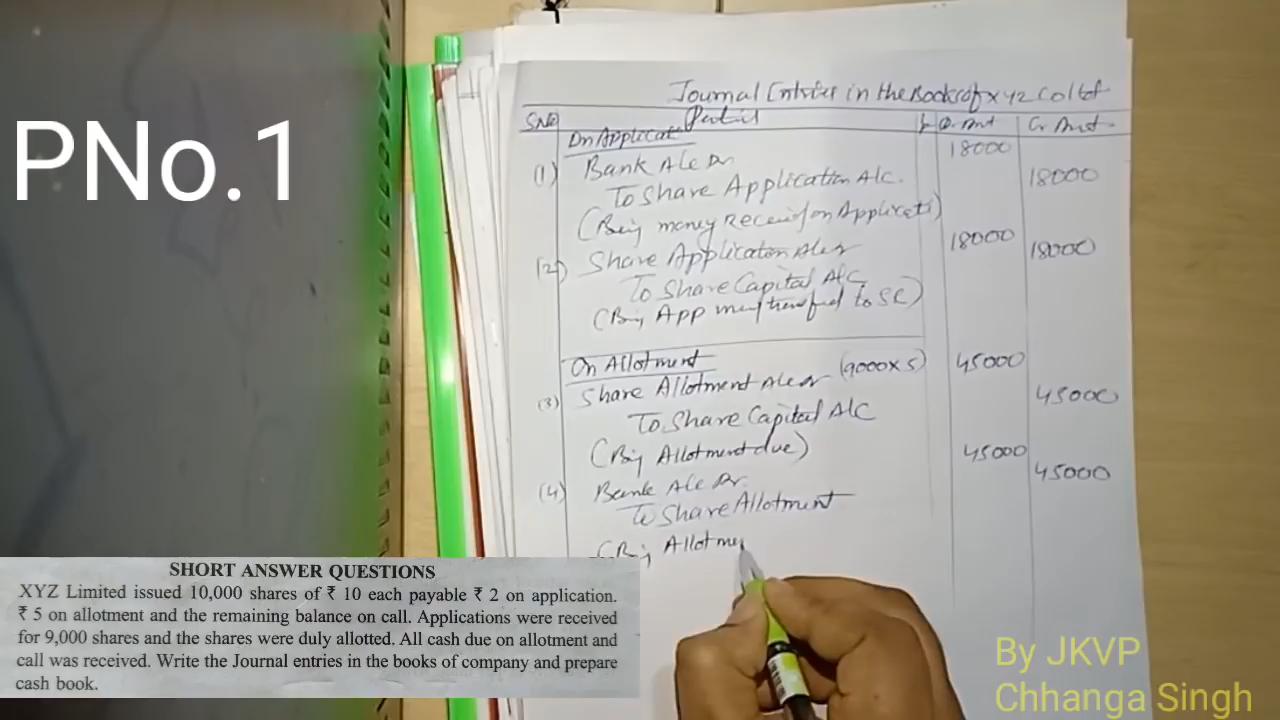 PNo.1
Journal Entries in the Books of XYZ Co Ltd
S.No Dr. Amt Cr Amt
On Application
(1) Bank A/c Dr 18000
To Share Application A/c. 18000
(Being money Received on Application)
(2) Share Application A/c Dr 18000
To Share Capital A/C 18000
(Being App money transfered to SC)
On Allotment
(3) Share Allotment A/c Dr (9000 x 5) 45000
To Share Capital A/C 45000
(Being Allotment due)
(4) Bank A/c Dr. 45000
To Share Allotment 45000
(Being Allotme
SHORT ANSWER QUESTIONS
XYZ Limited issued 10,000 shares of ₹ 10 each payable ₹ 2 on application.
₹ 5 on allotment and the remaining balance on call. Applications were received
for 9,000 shares and the shares were duly allotted. All cash due on allotment and
call was received. Write the Journal entries in the books of company and prepare
cash book.
By JKVP
Chhanga Singh